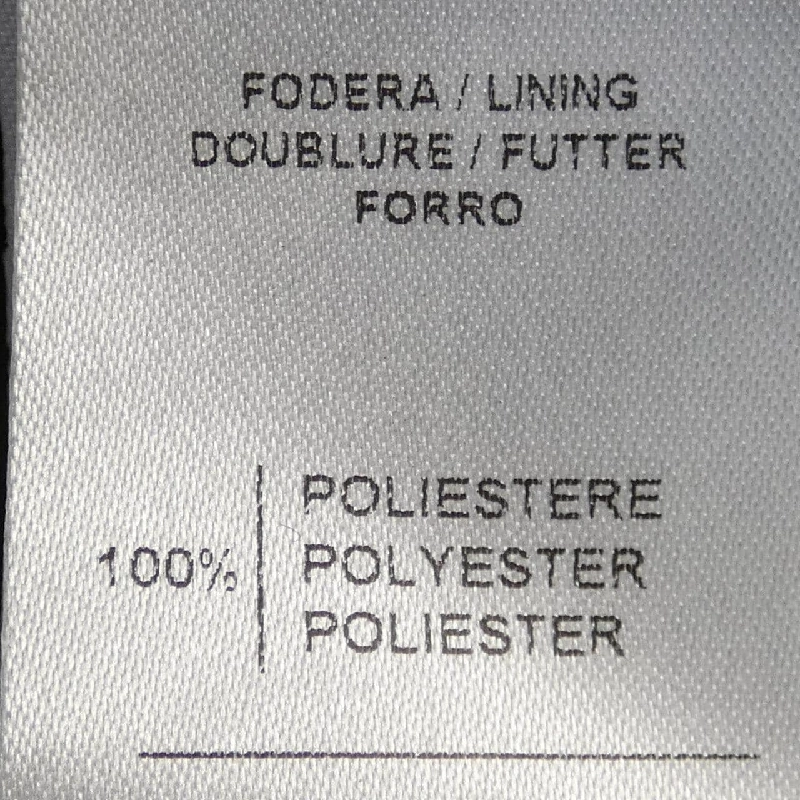 FODERA / LINING
DOUBLURE / FUTTER
FORRO
POLIESTERE
100% POLYESTER
POLIESTER